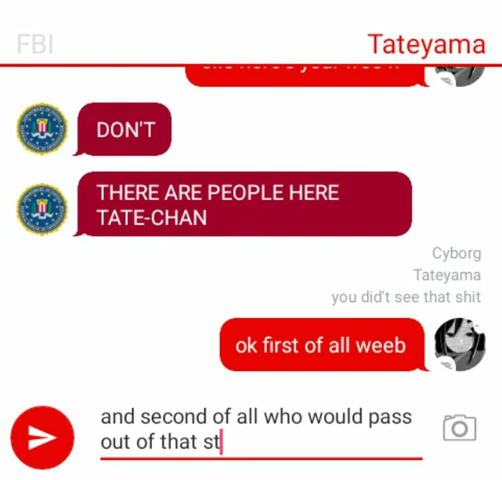 FBI
Tateyama
DON'T
THERE ARE PEOPLE HERE
TATE-CHAN
Cyborg
Tateyama
you did't see that shit
ok first of all weeb
and second of all who would pass
out of that st